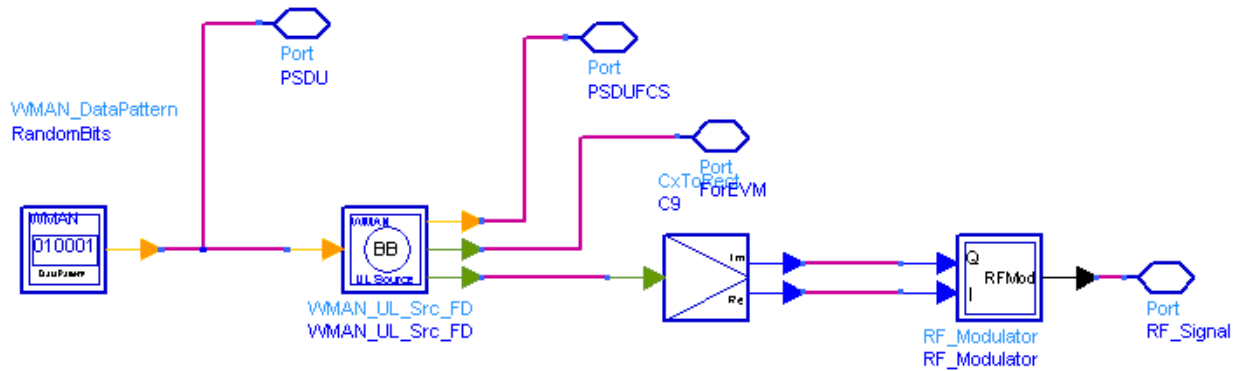 Port
PSDU
Port
PSDUFCS
WMAN_DataPattern
RandomBits
Port
ForEVM
CxToRect
C9
WMAN
010001
DataPattern
WMAN
BB
UL Source
WMAN_UL_Src_FD
WMAN_UL_Src_FD
Im
Re
Q
RFMod
I
RF_Modulator
RF_Modulator
Port
RF_Signal